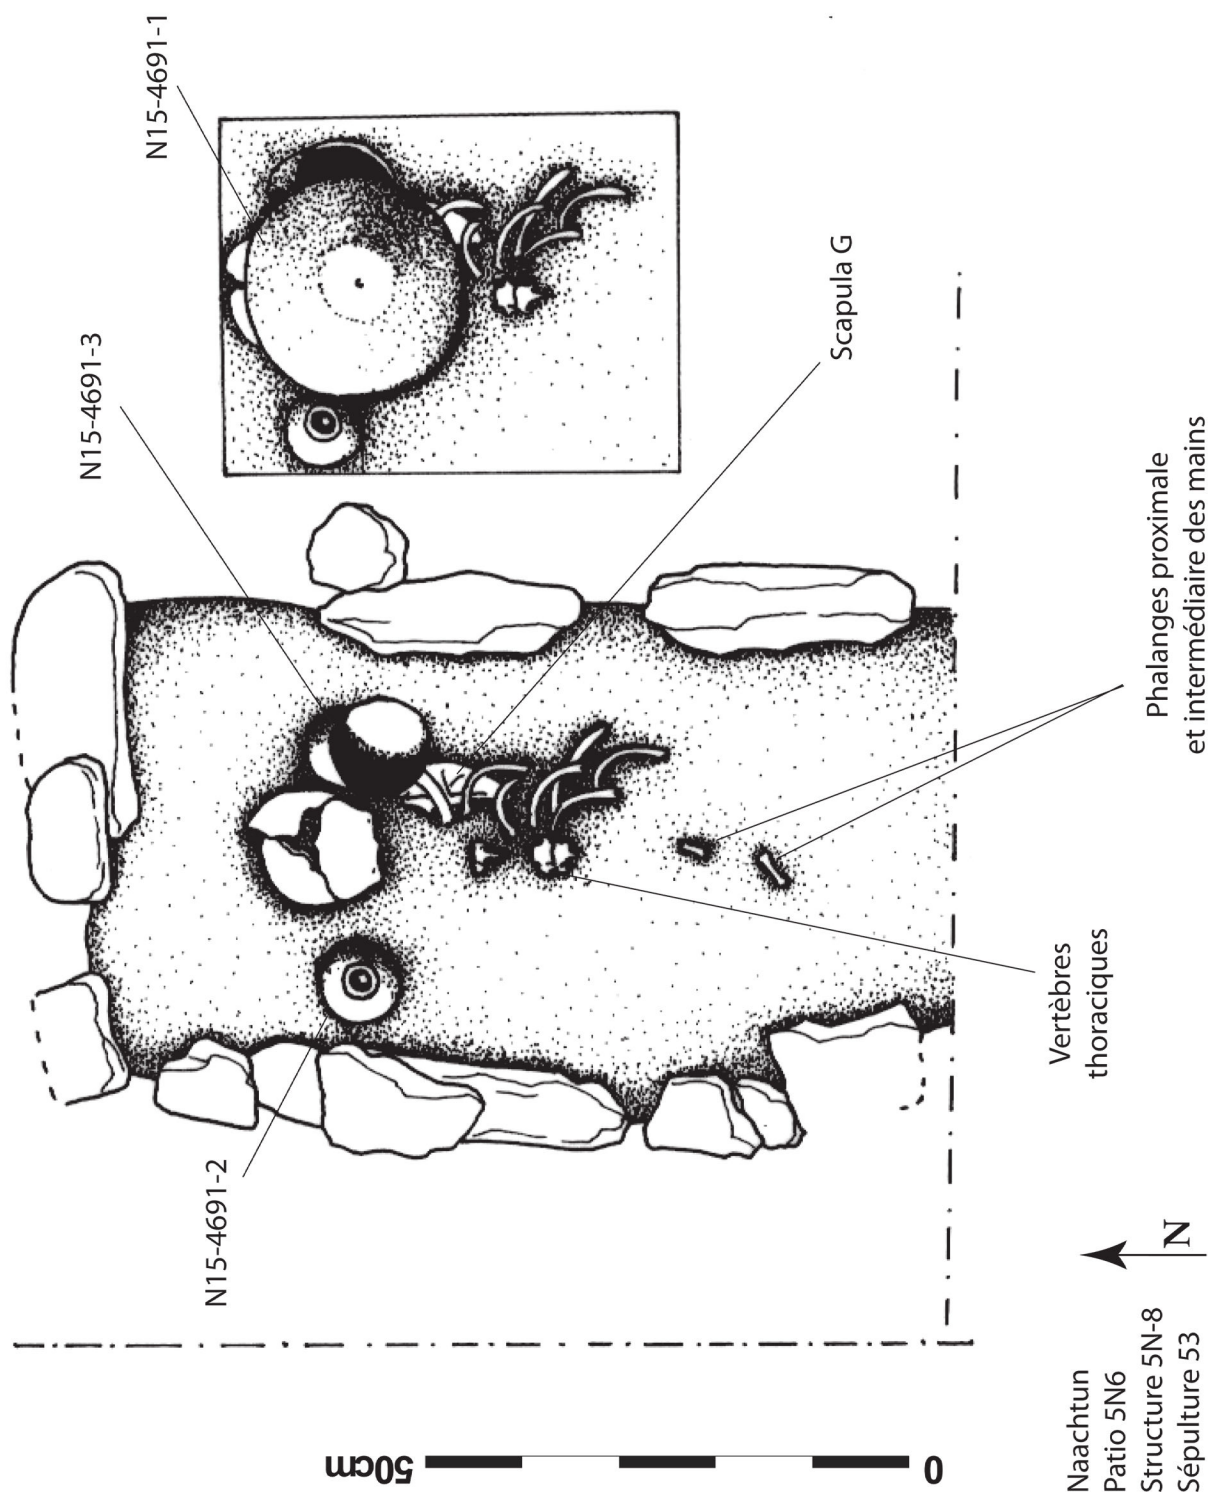 N15-4691-1
N15-4691-3
Scapula G
N15-4691-2
Vertèbres
thoraciques
Phalanges proximale
et intermédiaire des mains
50cm
0
N
Naachtun
Patio 5N6
Structure 5N-8
Sépulture 53